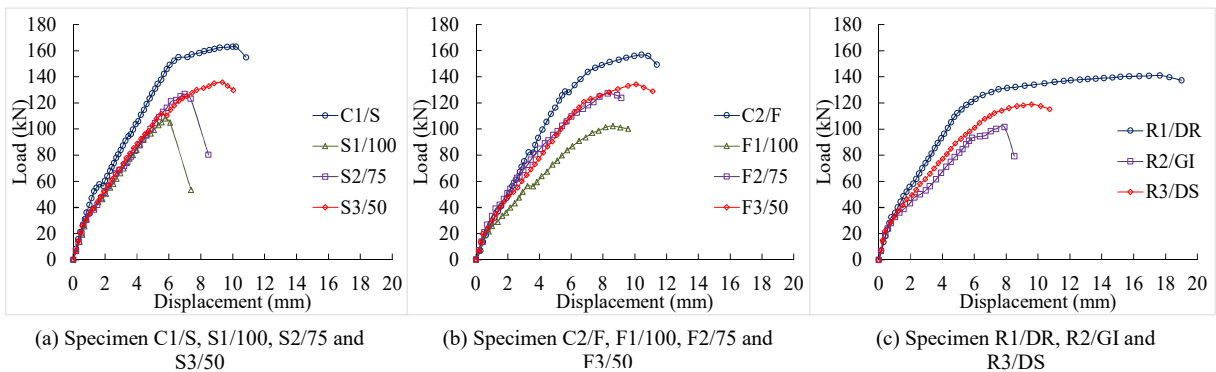 180
160
140
120
100
80
60
40
20
0
Load (kN)
0 2 4 6 8 10 12 14 16 18 20
Displacement (mm)
C1/S
S1/100
S2/75
S3/50
(a) Specimen C1/S, S1/100, S2/75 and
S3/50
180
160
140
120
100
80
60
40
20
0
Load (kN)
0 2 4 6 8 10 12 14 16 18 20
Displacement (mm)
C2/F
F1/100
F2/75
F3/50
(b) Specimen C2/F, F1/100, F2/75 and
F3/50
180
160
140
120
100
80
60
40
20
0
Load (kN)
0 2 4 6 8 10 12 14 16 18 20
Displacement (mm)
R1/DR
R2/GI
R3/DS
(c) Specimen R1/DR, R2/GI and
R3/DS